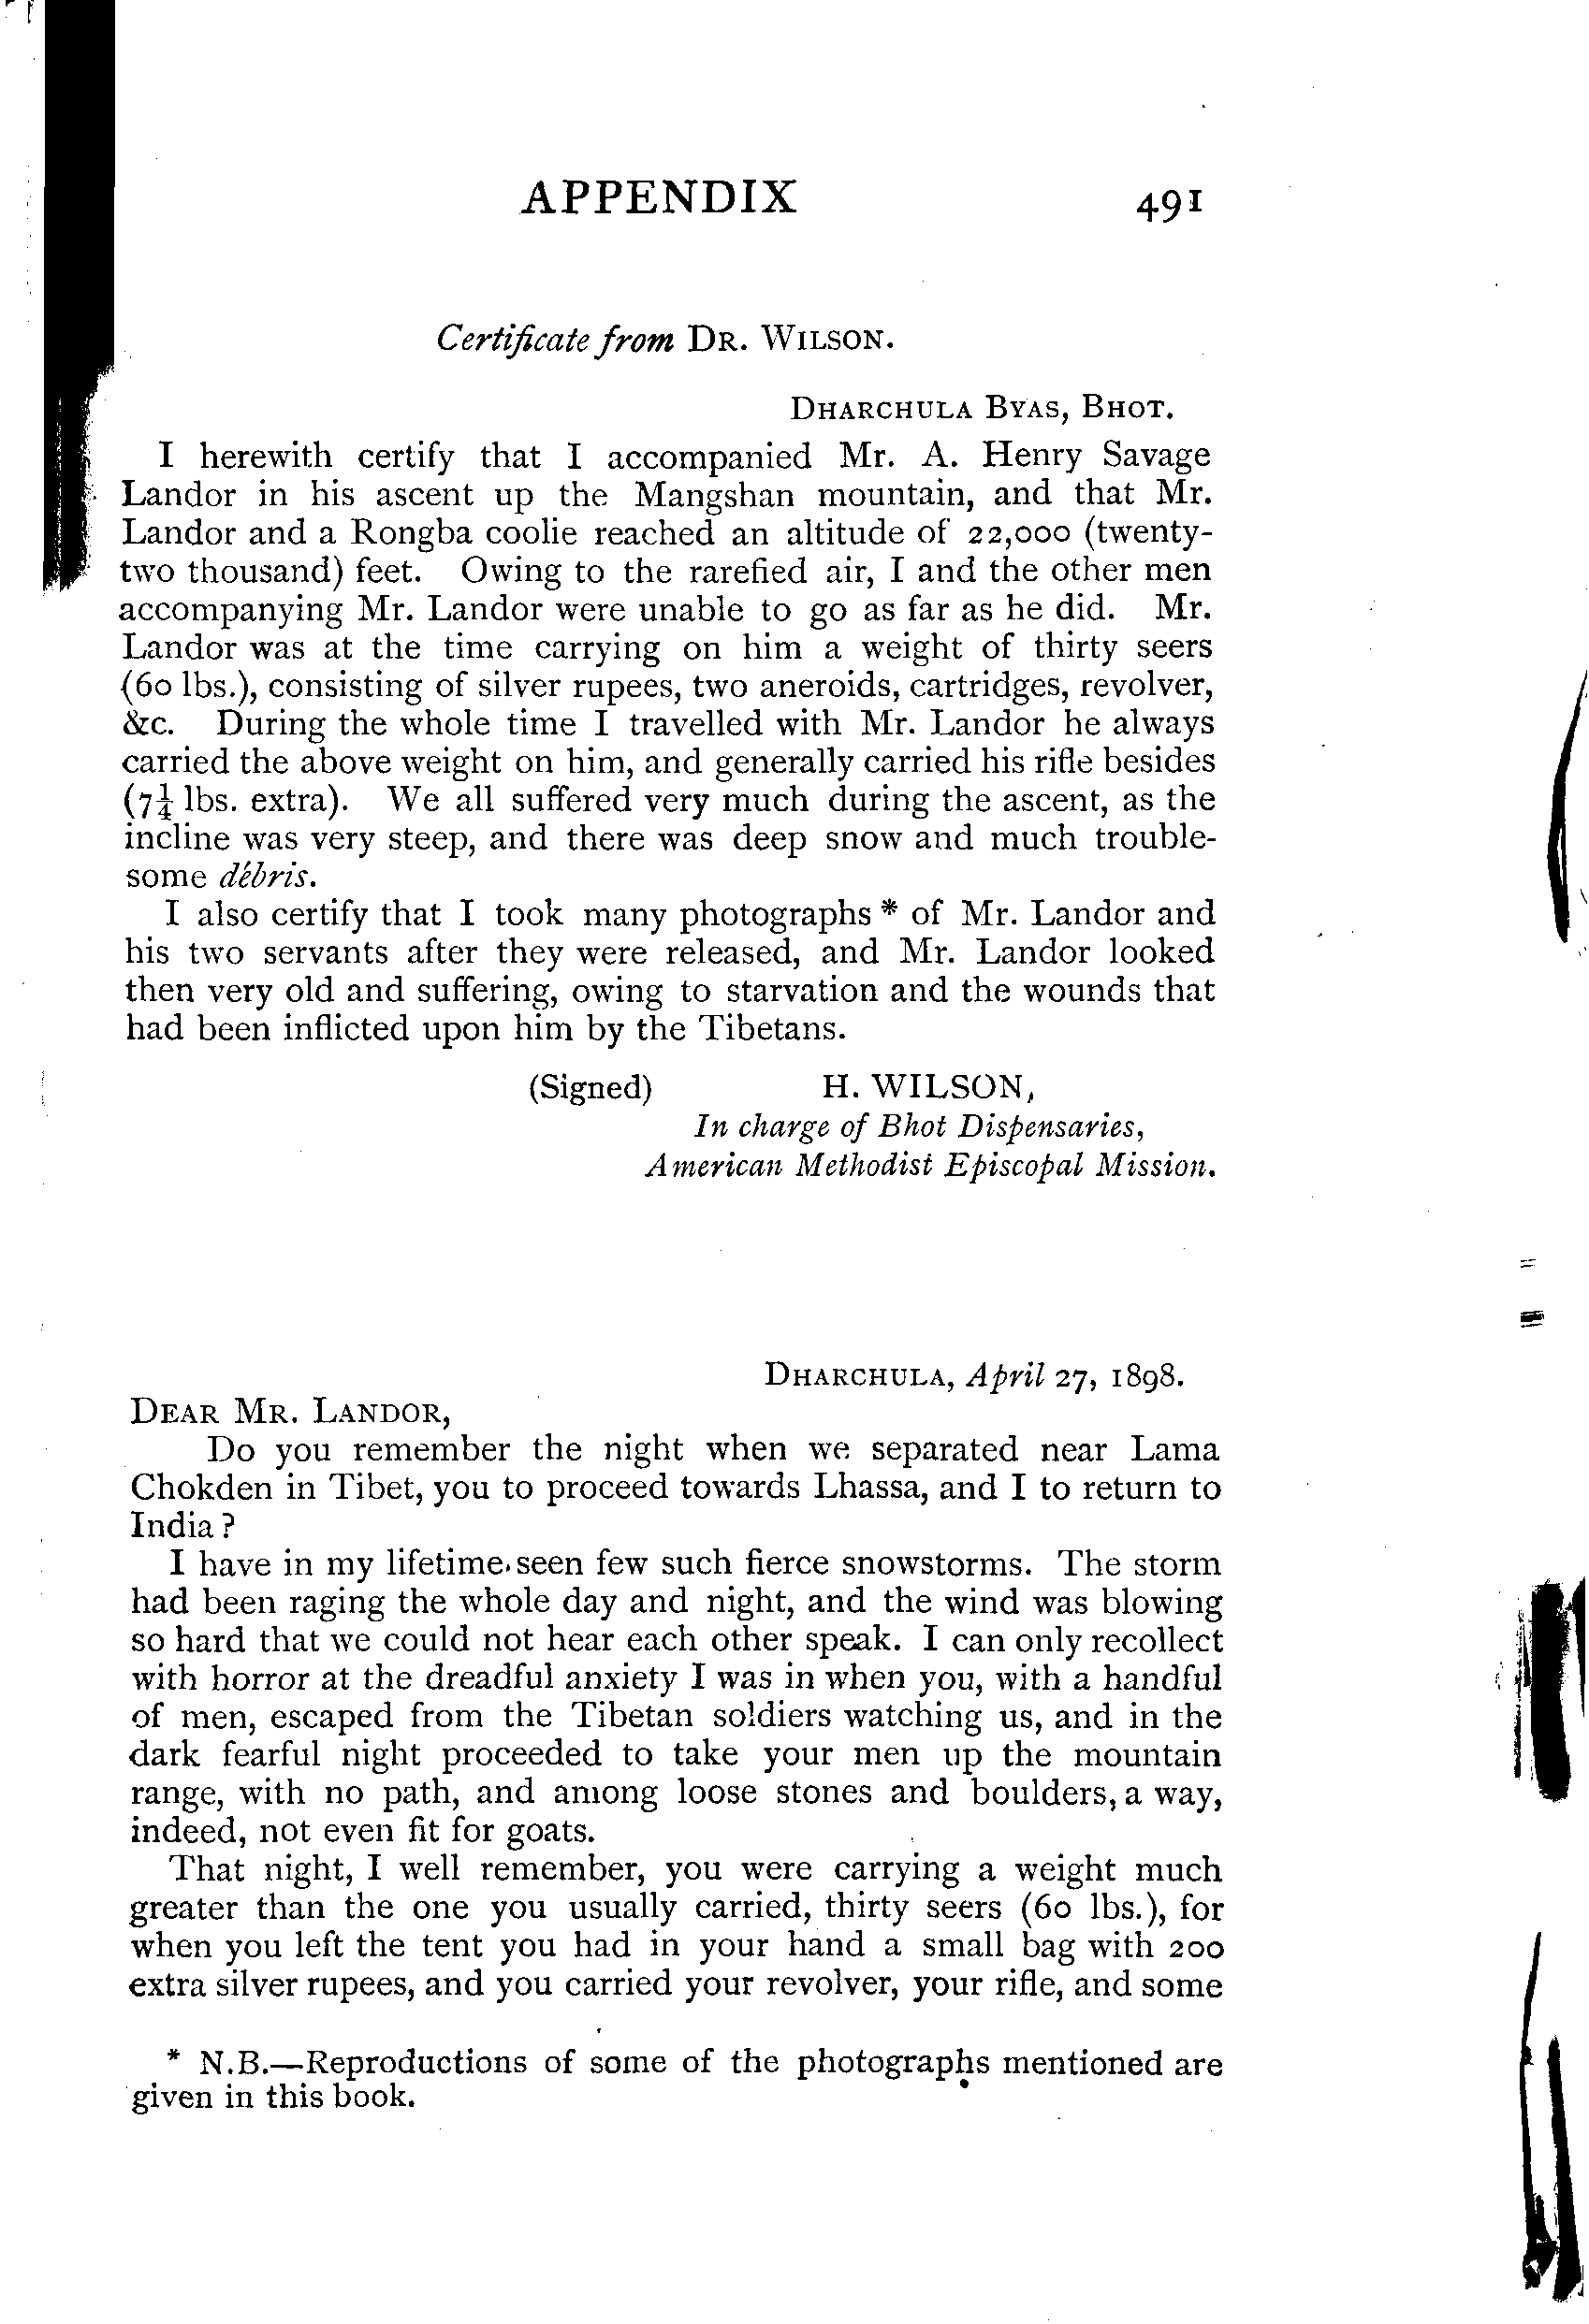 APPENDIX 491
Certificate from DR. WILSON.
DHARCHULA BYAS, BHOT.
I herewith certify that I accompanied Mr. A. Henry Savage
Landor in his ascent up the Mangshan mountain, and that Mr.
Landor and a Rongba coolie reached an altitude of 22,000 (twenty-
two thousand) feet. Owing to the rarefied air, I and the other men
accompanying Mr. Landor were unable to go as far as he did. Mr.
Landor was at the time carrying on him a weight of thirty seers
(60 lbs.), consisting of silver rupees, two aneroids, cartridges, revolver,
&c. During the whole time I travelled with Mr. Landor he always
carried the above weight on him, and generally carried his rifle besides
(7¼ lbs. extra). We all suffered very much during the ascent, as the
incline was very steep, and there was deep snow and much trouble-
some débris.
I also certify that I took many photographs * of Mr. Landor and
his two servants after they were released, and Mr. Landor looked
then very old and suffering, owing to starvation and the wounds that
had been inflicted upon him by the Tibetans.
(Signed) H. WILSON,
In charge of Bhot Dispensaries,
American Methodist Episcopal Mission.
DHARCHULA, April 27, 1898.
DEAR MR. LANDOR,
Do you remember the night when we separated near Lama
Chokden in Tibet, you to proceed towards Lhassa, and I to return to
India?
I have in my lifetime seen few such fierce snowstorms. The storm
had been raging the whole day and night, and the wind was blowing
so hard that we could not hear each other speak. I can only recollect
with horror at the dreadful anxiety I was in when you, with a handful
of men, escaped from the Tibetan soldiers watching us, and in the
dark fearful night proceeded to take your men up the mountain
range, with no path, and among loose stones and boulders, a way,
indeed, not even fit for goats.
That night, I well remember, you were carrying a weight much
greater than the one you usually carried, thirty seers (60 lbs.), for
when you left the tent you had in your hand a small bag with 200
extra silver rupees, and you carried your revolver, your rifle, and some
* N.B.—Reproductions of some of the photographs mentioned are
given in this book.